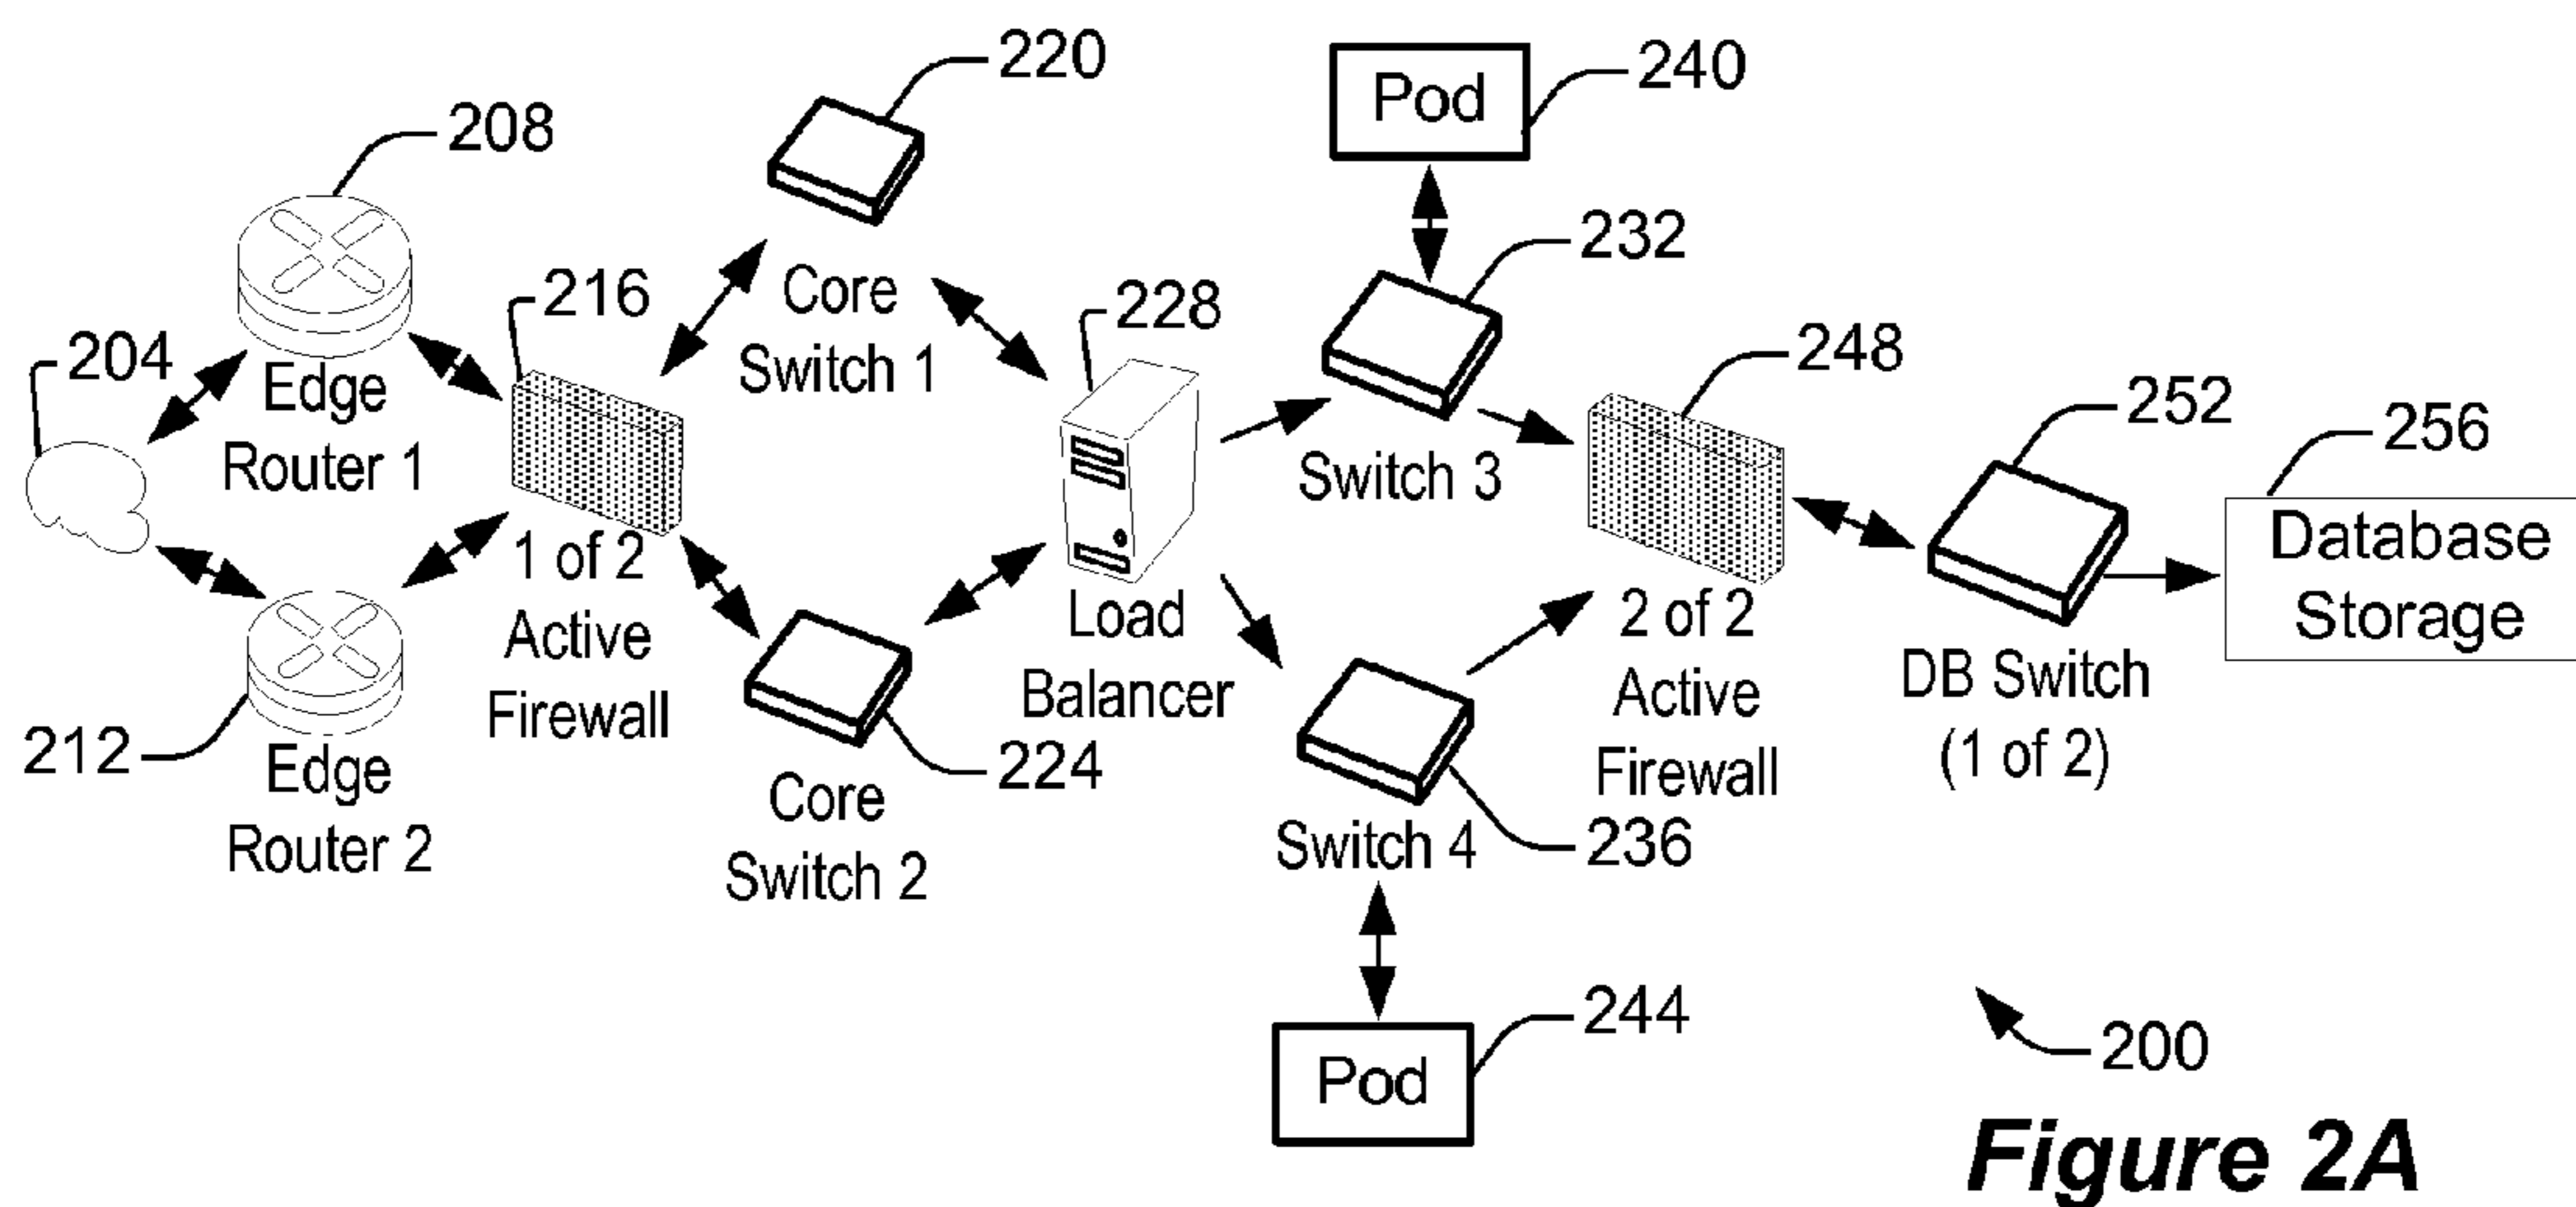 220
Pod
240
208
232
216
Core
Switch 1
228
248
204
Edge
Router 1
252
256
Switch 3
Database
Storage
1 of 2
Active
Firewall
Load
Balancer
2 of 2
Active
Firewall
DB Switch
(1 of 2)
212
Edge
Router 2
224
Core
Switch 2
Switch 4
236
Pod
244
200
Figure 2A